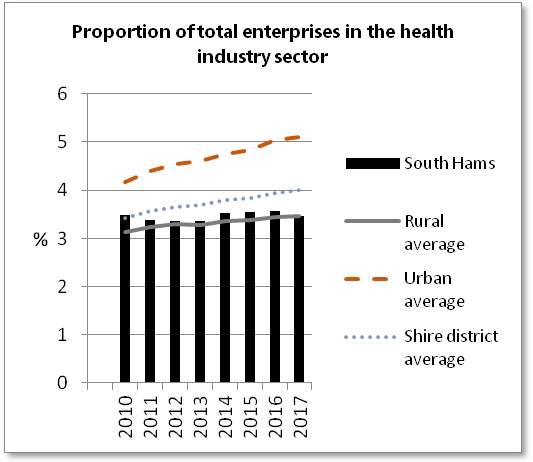 Proportion of total enterprises in the health
industry sector
6
5
4
3
2
1
0
%
2010
2011
2012
2013
2014
2015
2016
2017
South Hams
Rural
average
Urban
average
Shire district
average